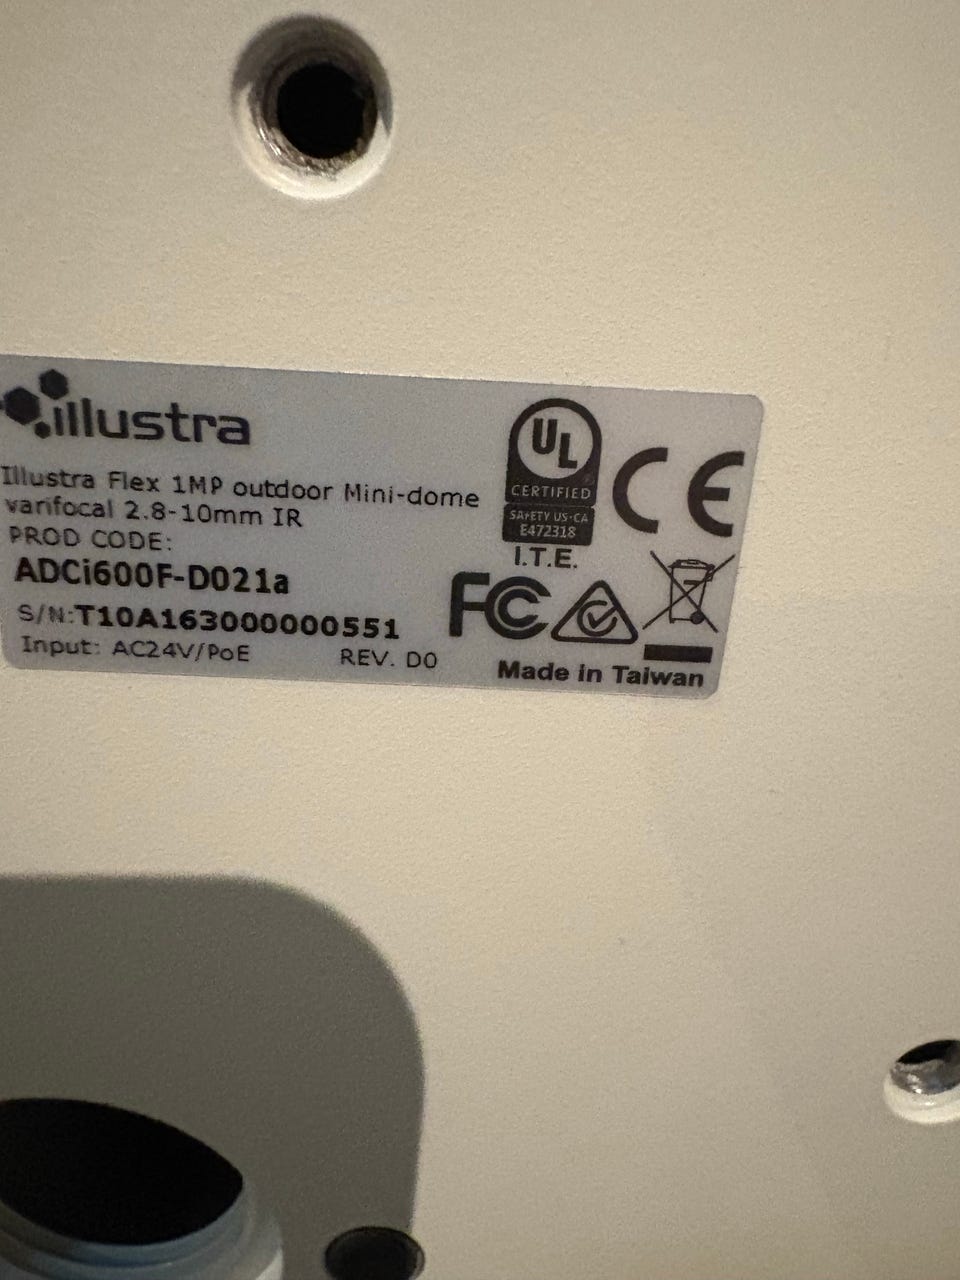 illustra
Illustra Flex 1MP outdoor Mini-dome
varifocal 2.8-10mm IR
PROD CODE:
ADCi600F-D021a
S/N:T10A163000000551
Input: AC24V/PoE REV. D0
UL
CERTIFIED
SAFETY US-CA
E472318
I.T.E.
CE
FC
Made in Taiwan